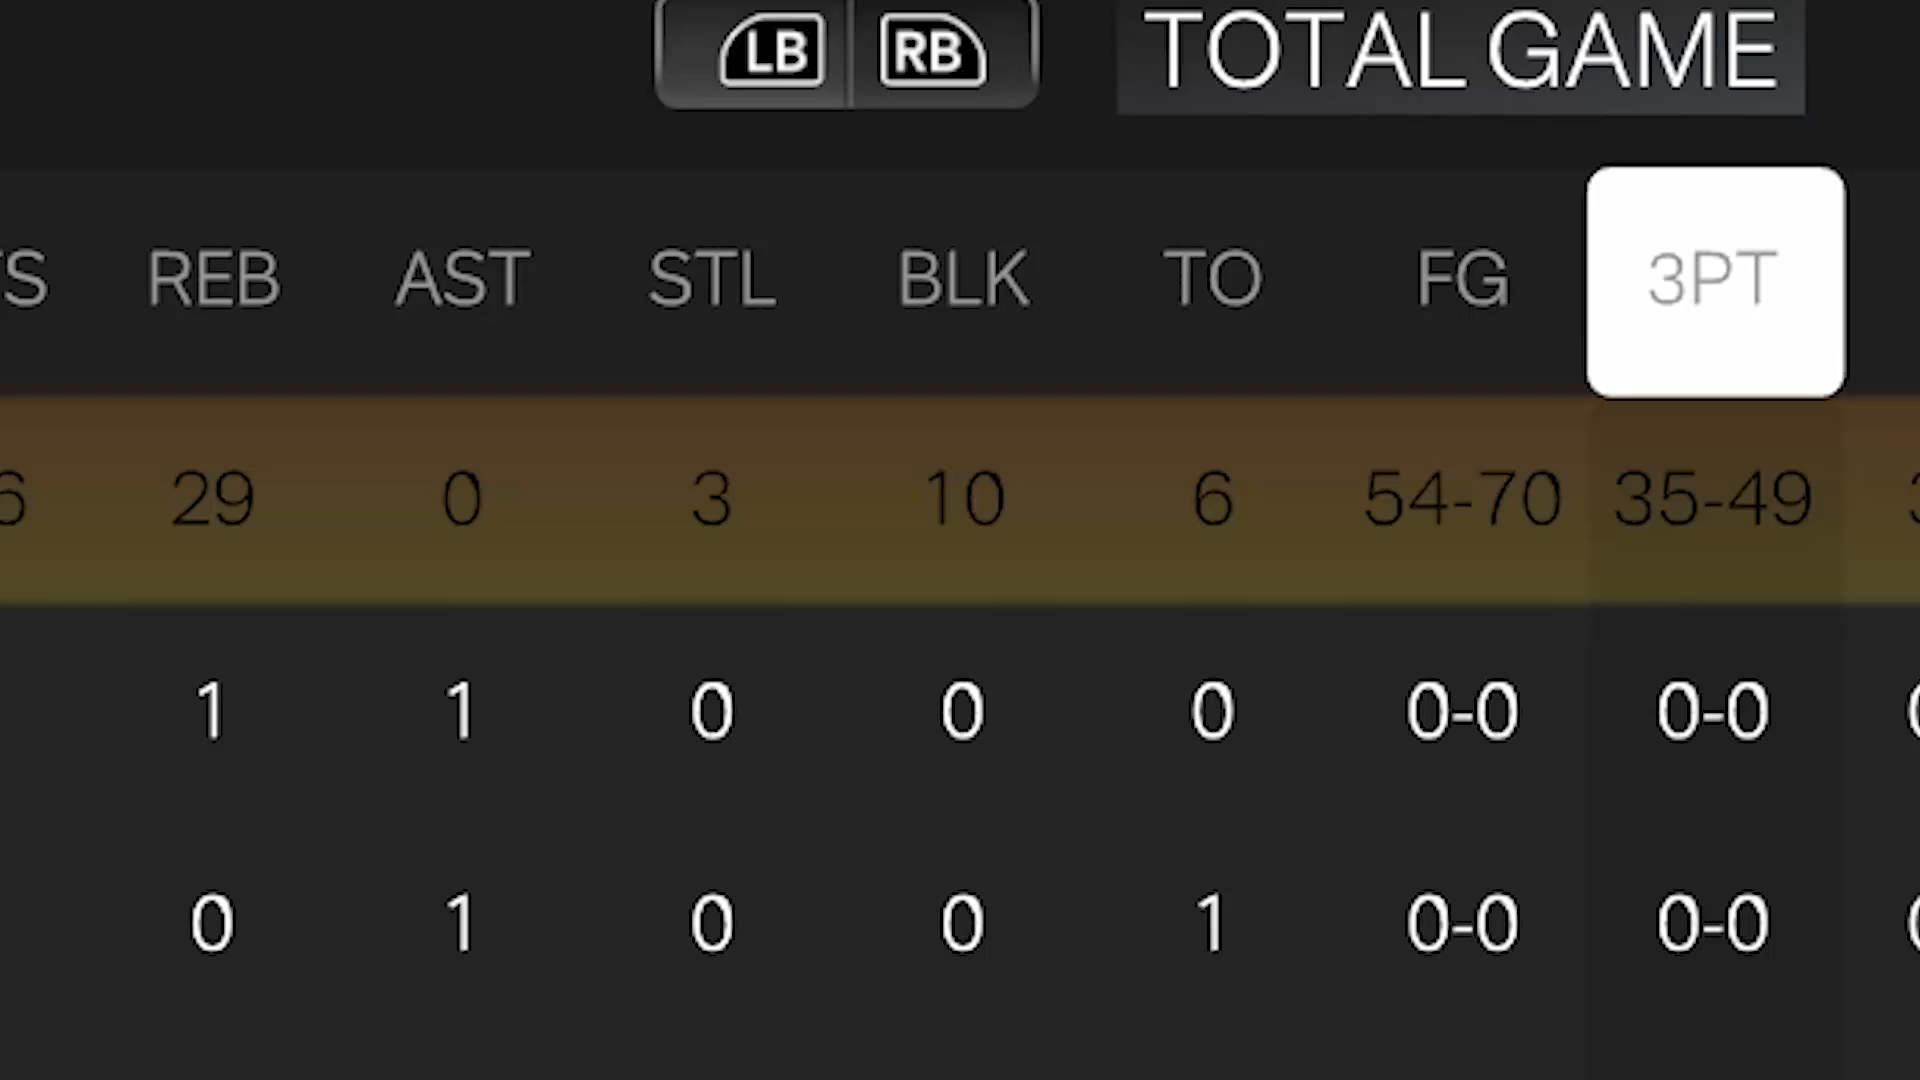 LB RB TOTAL GAME
TS REB AST STL BLK TO FG 3PT
6 29 0 3 10 6 54-70 35-49
1 1 0 0 0 0-0 0-0
0 1 0 0 1 0-0 0-0